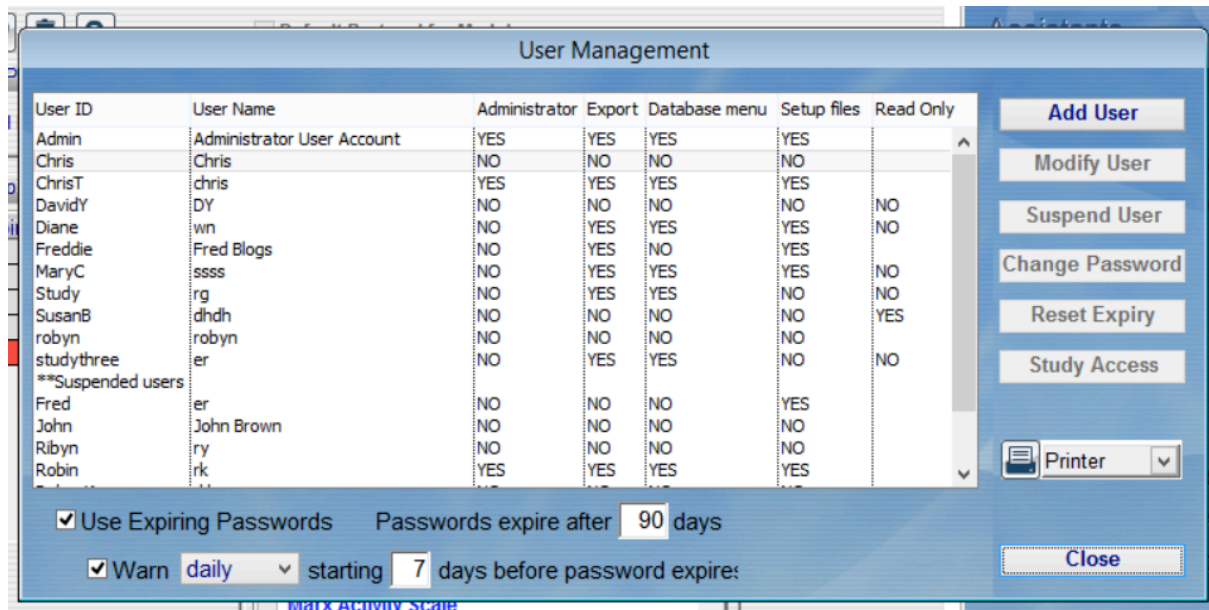 Assistants
User Management
User ID User Name Administrator Export Database menu Setup files Read Only
Admin Administrator User Account YES YES YES YES
Chris Chris NO NO NO NO
ChrisT chris YES YES YES YES
DavidY DY NO NO NO NO NO
Diane wn NO YES YES YES NO
Freddie Fred Blogs NO YES NO YES
MaryC ssss NO YES YES YES NO
Study rg NO YES YES NO NO
SusanB dhdh NO NO NO NO YES
robyn robyn NO NO NO NO
studythree er NO YES YES NO NO
**Suspended users
Fred er NO NO NO YES
John John Brown NO NO NO NO
Ribyn ry NO NO NO NO
Robin rk YES YES YES YES
Add User
Modify User
Suspend User
Change Password
Reset Expiry
Study Access
Printer
Close
Use Expiring Passwords Passwords expire after 90 days
Warn daily starting 7 days before password expires
Marx Activity Scale